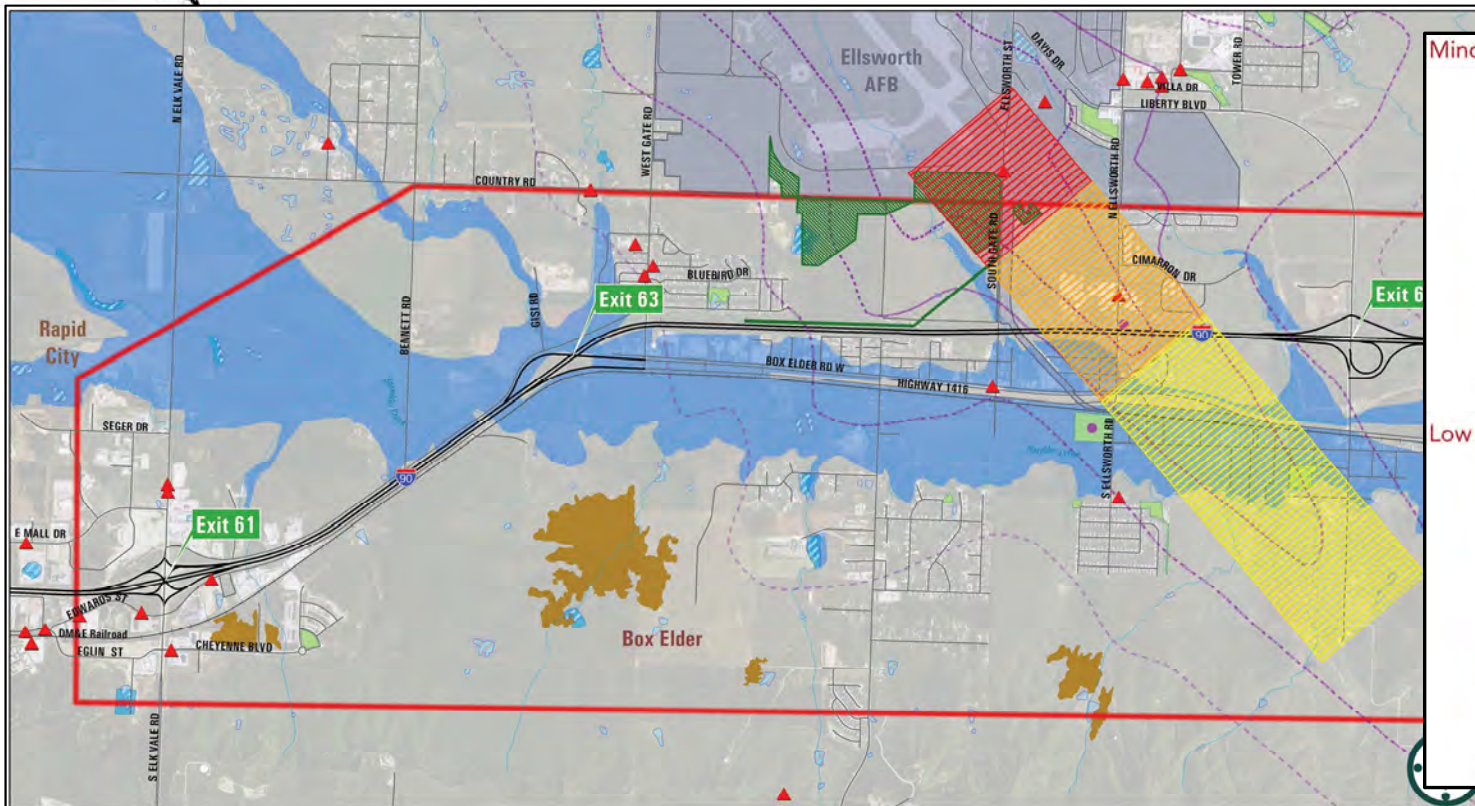 N ELK VALE RD
Ellsworth
AFB
ELLSWORTH ST
DAVIS DR
TOWER RD
VILLA DR
LIBERTY BLVD
WEST GATE RD
N ELLSWORTH RD
COUNTRY RD
SOUTH GATE RD
CIMARRON DR
BLUEBIRD DR
Exit 63
Exit 6
GISI RD
BENNETT RD
Rapid
City
90
BOX ELDER RD W
HIGHWAY 1416
SEGER DR
S ELLSWORTH RD
90
Exit 61
E MALL DR
EDWARDS ST
DM&E Railroad
EGLIN ST
CHEYENNE BLVD
Box Elder
S ELK VALE RD
Mino
Low